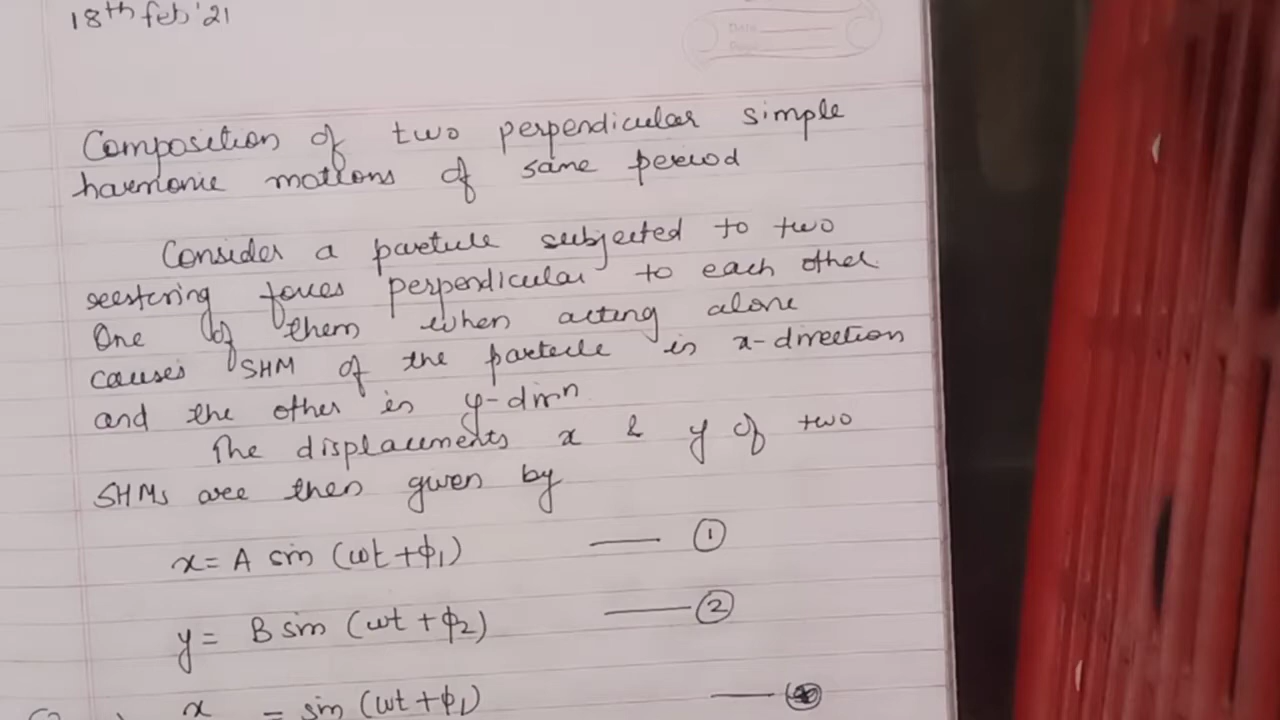 18th feb '21
Date
Composition of two perpendicular simple
harmonic motions of same period
Consider a particle subjected to two
restoring forces perpendicular to each other.
One of them when acting alone
causes SHM of the particle in x-direction
and the other in y-dirn.
The displacements x & y of two
SHMs are then given by
x = A sin (ωt + ϕ₁) —— ①
y = B sin (ωt + ϕ₂) —— ②
x = sin (ωt + ϕ₁) ——